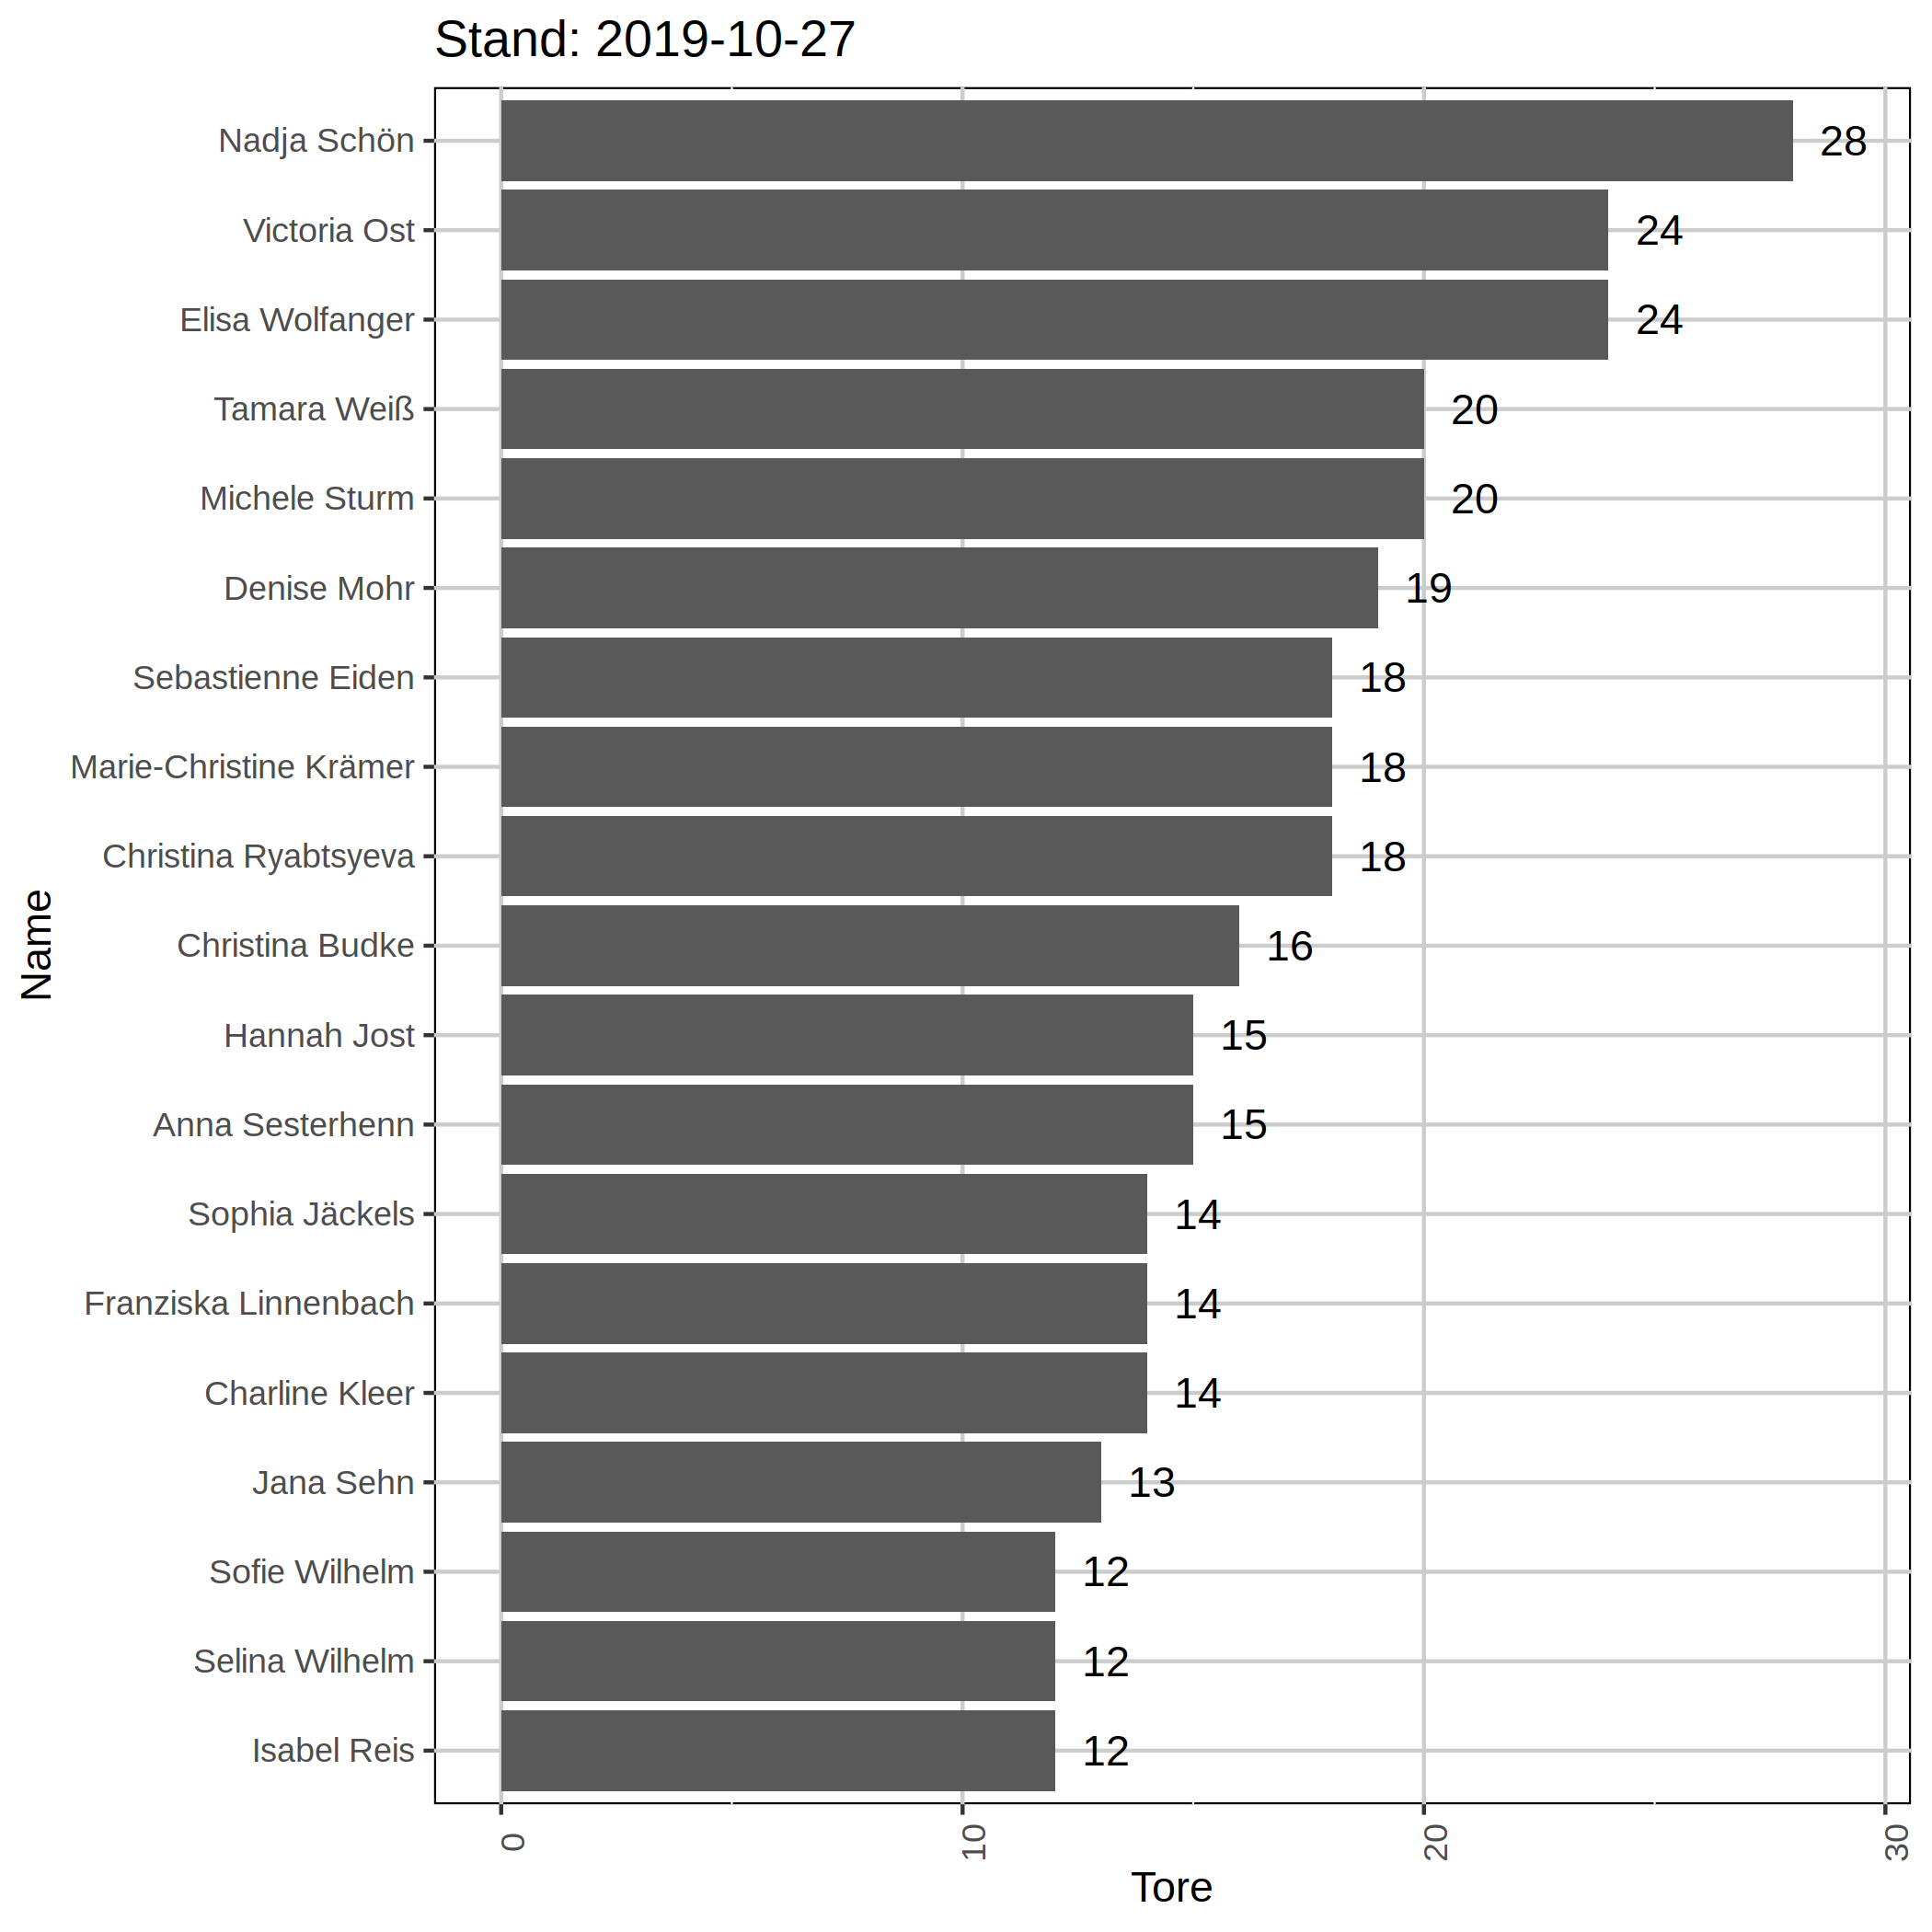 Stand: 2019-10-27
Nadja Schön 28
Victoria Ost 24
Elisa Wolfanger 24
Tamara Weiß 20
Michele Sturm 20
Denise Mohr 19
Sebastienne Eiden 18
Marie-Christine Krämer 18
Christina Ryabtsyeva 18
Christina Budke 16
Hannah Jost 15
Anna Sesterhenn 15
Sophia Jäckels 14
Franziska Linnenbach 14
Charline Kleer 14
Jana Sehn 13
Sofie Wilhelm 12
Selina Wilhelm 12
Isabel Reis 12
Name
0 10 20 30
Tore